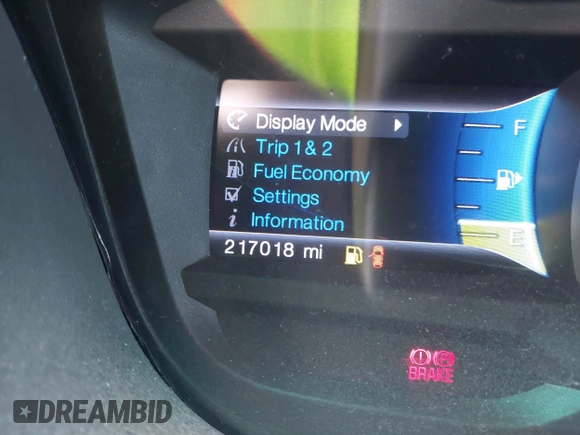 Display Mode
Trip 1 & 2
Fuel Economy
Settings
Information
217018 mi
F
E
BRAKE
DREAMBID